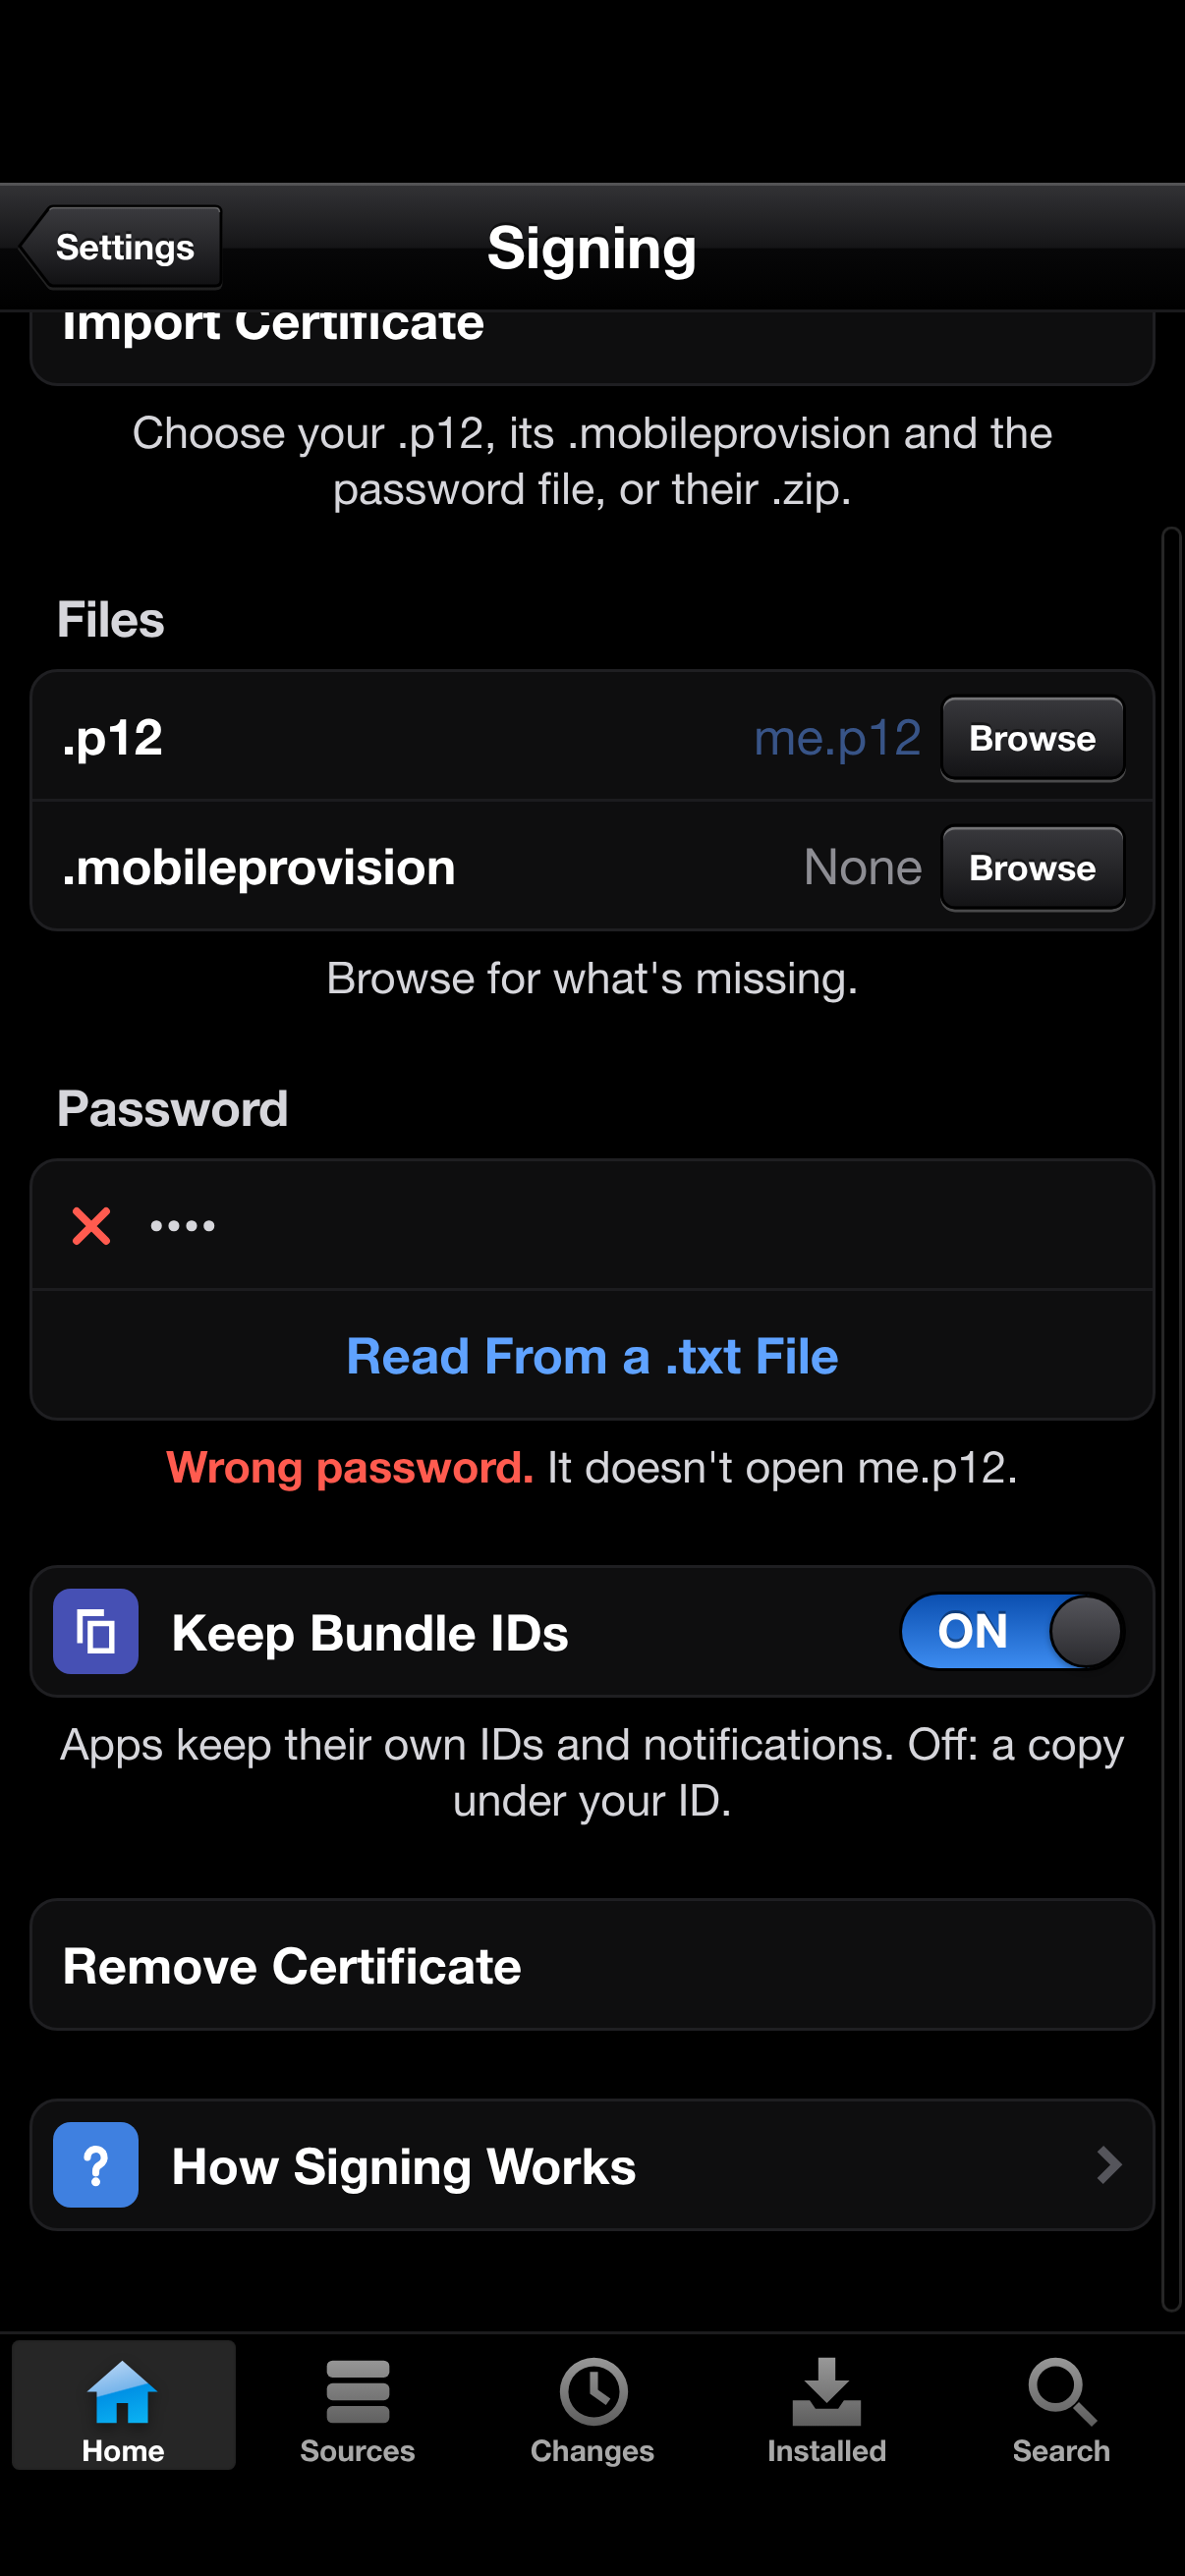 Settings
Signing
Import Certificate
Choose your .p12, its .mobileprovision and the
password file, or their .zip.
Files
.p12
me.p12
Browse
.mobileprovision
None
Browse
Browse for what's missing.
Password
••••
Read From a .txt File
Wrong password. It doesn't open me.p12.
Keep Bundle IDs
ON
Apps keep their own IDs and notifications. Off: a copy
under your ID.
Remove Certificate
?
How Signing Works
Home
Sources
Changes
Installed
Search